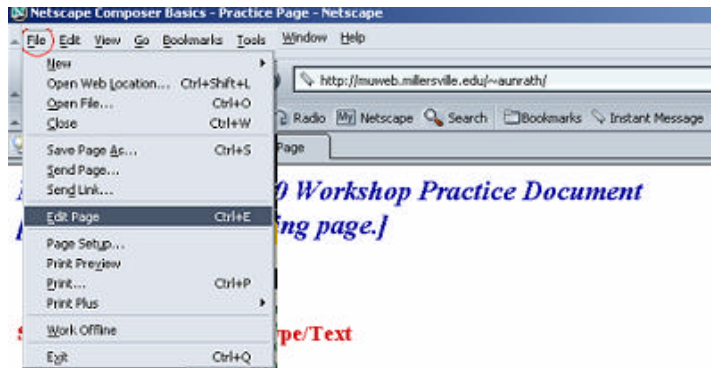 Netscape Composer Basics - Practice Page - Netscape
File Edit View Go Bookmarks Tools Window Help
http://muweb.millersville.edu/~aunrath/
Radio My Netscape Search Bookmarks Instant Message
Page
New
Open Web Location... Ctrl+Shift+L
Open File... Ctrl+O
Close Ctrl+W
Save Page As... Ctrl+S
Send Page...
Send Link...
Edit Page Ctrl+E
Page Setup...
Print Preview
Print... Ctrl+P
Print Plus
Work Offline
Exit Ctrl+Q
0 Workshop Practice Document
ng page.]
pe/Text